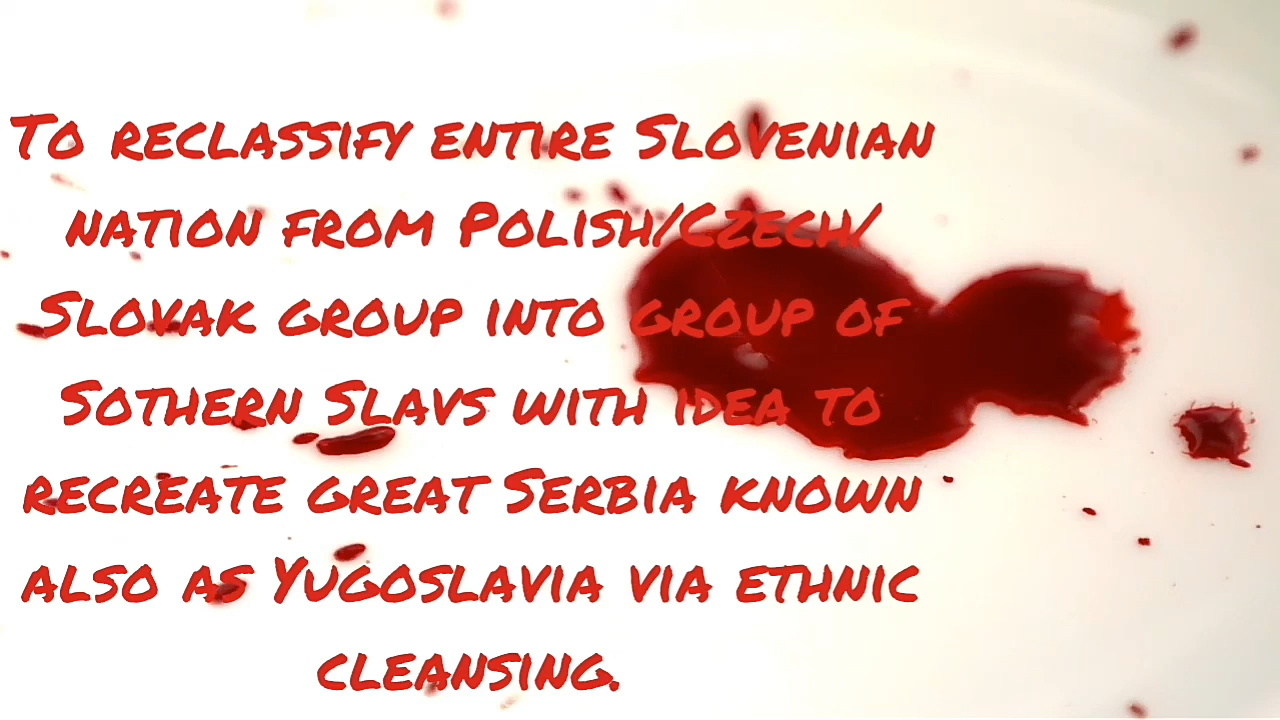 To reclassify entire Slovenian
nation from Polish/Czech/
Slovak group into group of
Sothern Slavs with idea to
recreate great Serbia known
also as Yugoslavia via ethnic
cleansing.